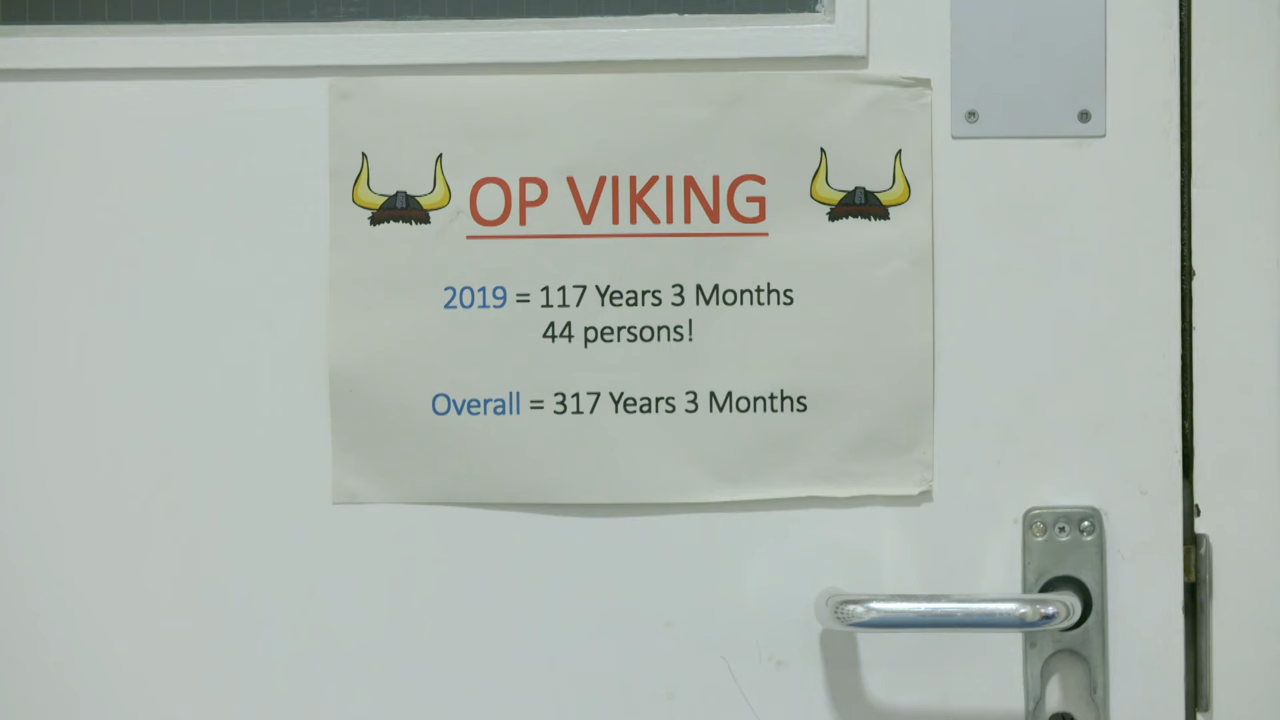 OP VIKING
2019 = 117 Years 3 Months
44 persons!
Overall = 317 Years 3 Months